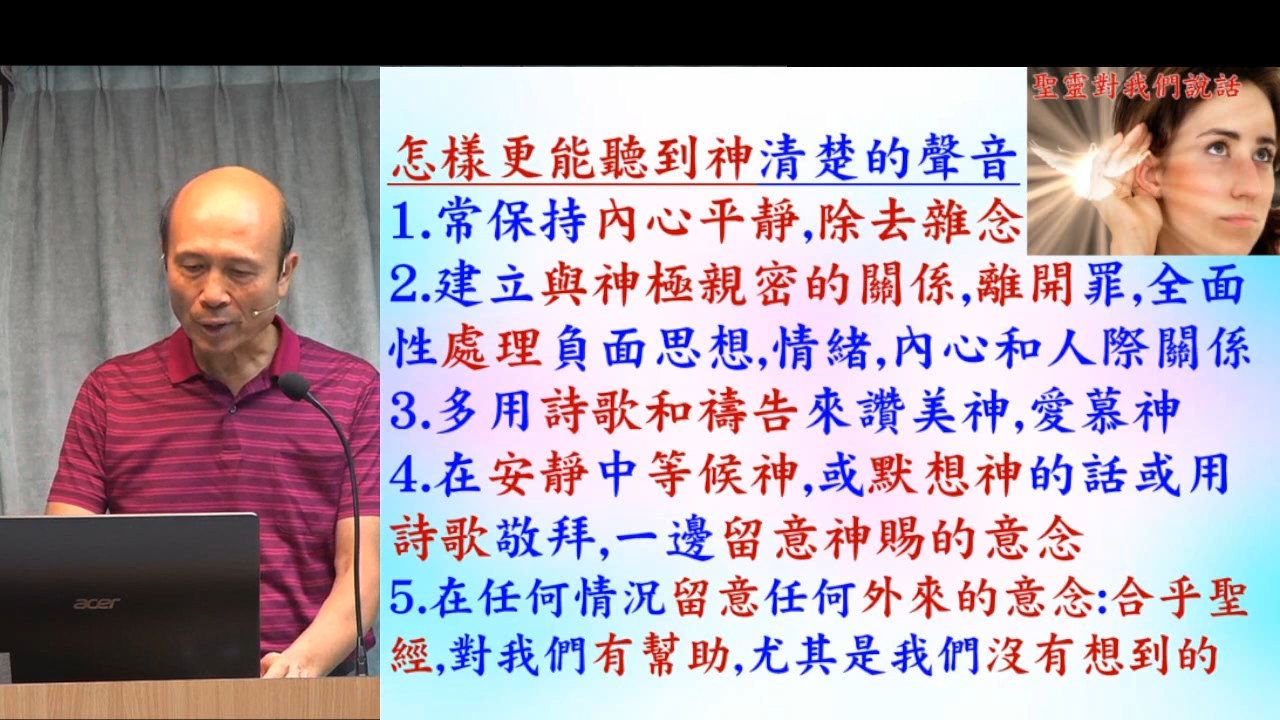 聖靈對我們說話
怎樣更能聽到神清楚的聲音
1.常保持內心平靜,除去雜念
2.建立與神極親密的關係,離開罪,全面
性處理負面思想,情緒,內心和人際關係
3.多用詩歌和禱告來讚美神,愛慕神
4.在安靜中等候神,或默想神的話或用
詩歌敬拜,一邊留意神賜的意念
5.在任何情況留意任何外來的意念:合乎聖
經,對我們有幫助,尤其是我們沒有想到的
acer